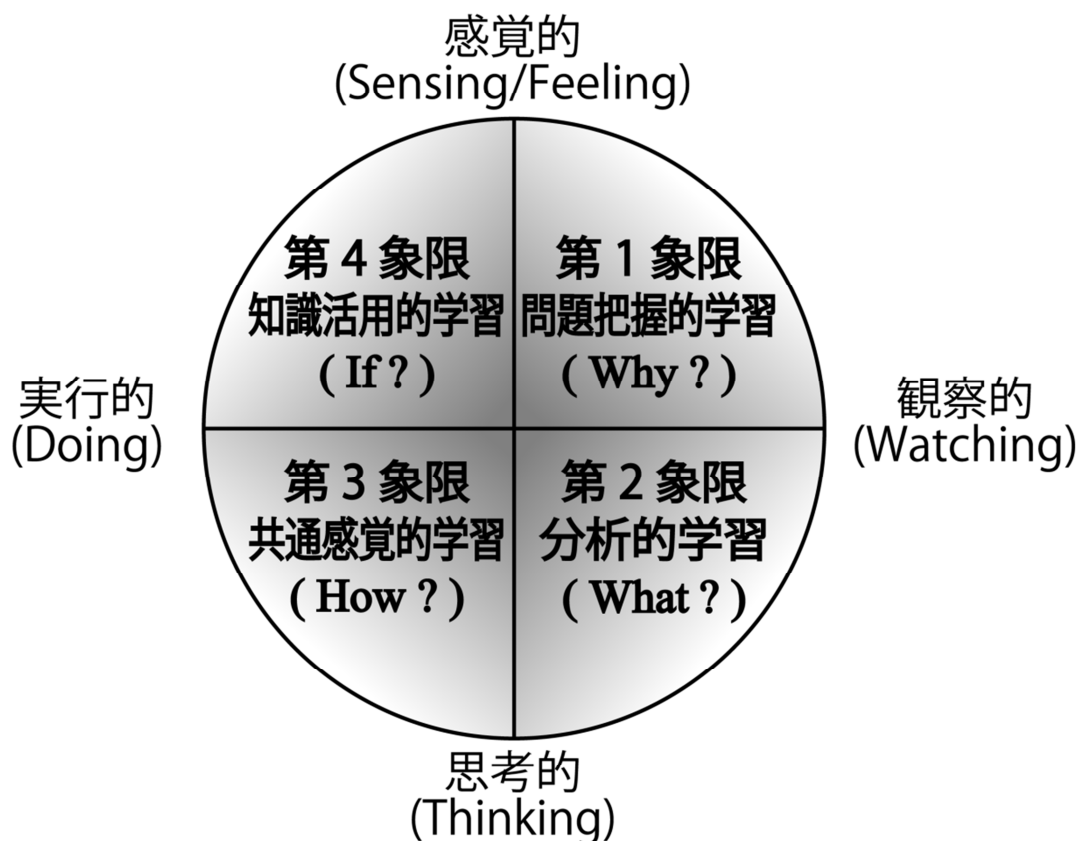 感覚的
(Sensing/Feeling)
第 4 象限
知識活用的学習
( If ? )
第 1 象限
問題把握的学習
( Why ? )
実行的
(Doing)
観察的
(Watching)
第 3 象限
共通感覚的学習
( How ? )
第 2 象限
分析的学習
( What ? )
思考的
(Thinking)